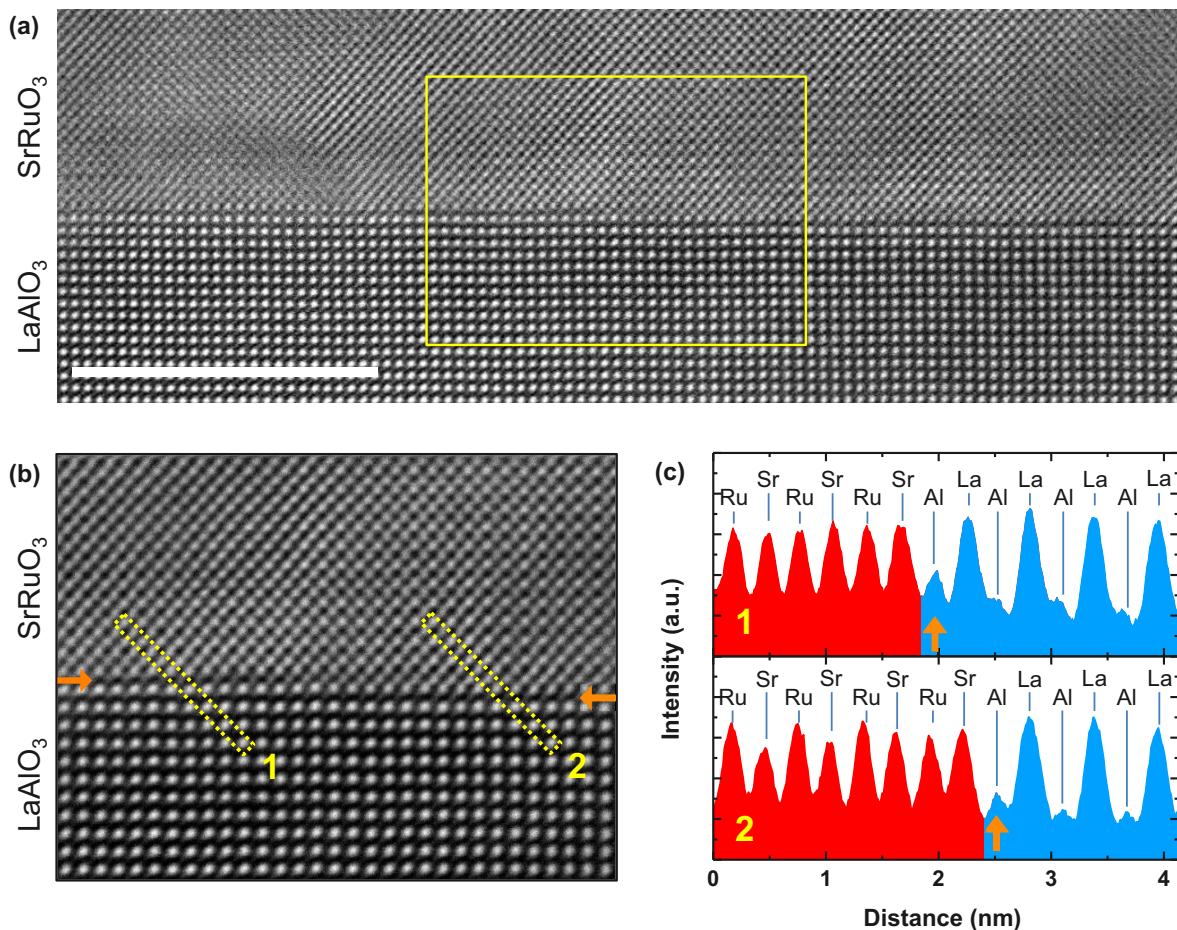 (a)
SrRuO3
LaAlO3
(b)
SrRuO3
LaAlO3
1
2
(c)
Intensity (a.u.)
Ru Sr Ru Sr Ru Sr Al La Al La Al La Al La
1
Ru Sr Ru Sr Ru Sr Ru Sr Al La Al La Al La
2
0 1 2 3 4
Distance (nm)